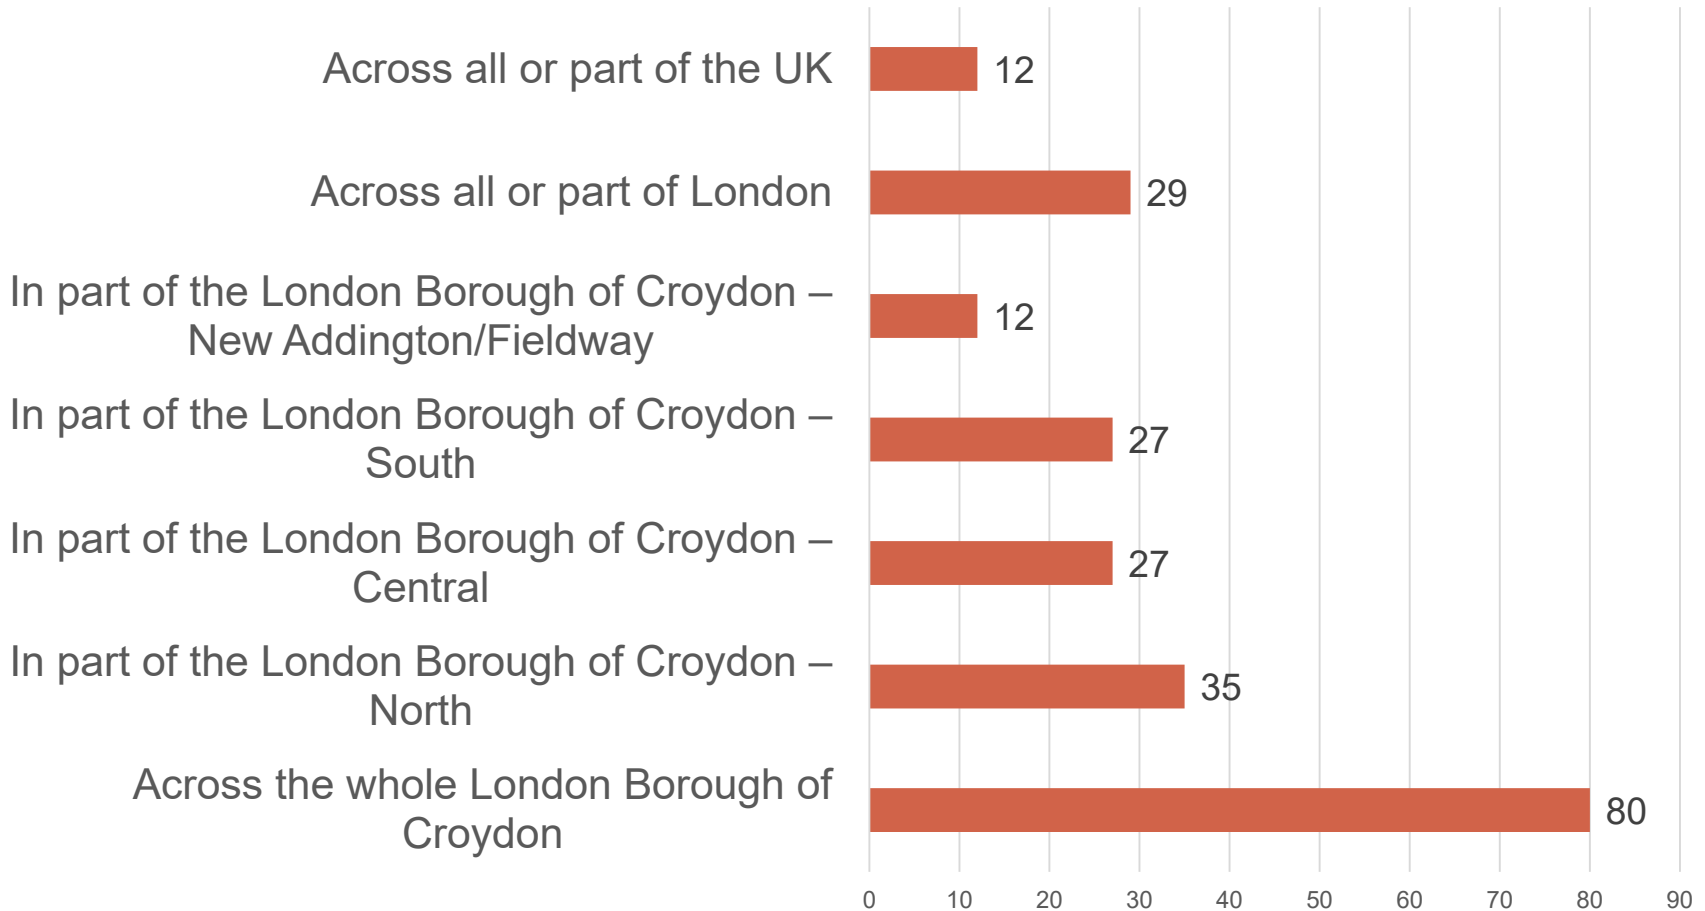 Across all or part of the UK
12
Across all or part of London
29
In part of the London Borough of Croydon –
New Addington/Fieldway
12
In part of the London Borough of Croydon –
South
27
In part of the London Borough of Croydon –
Central
27
In part of the London Borough of Croydon –
North
35
Across the whole London Borough of
Croydon
80
0 10 20 30 40 50 60 70 80 90